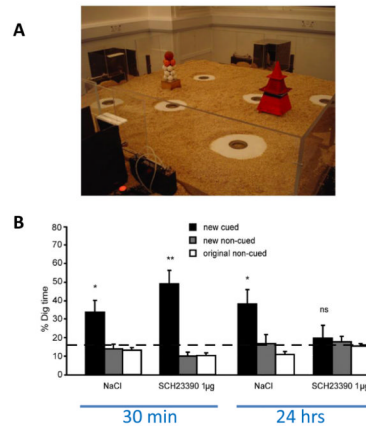 A
B
new cued
new non-cued
original non-cued
% Dig time
80
70
60
50
40
30
20
10
0
*
**
*
ns
NaCl
SCH23390 1µg
NaCl
SCH23390 1µg
30 min
24 hrs